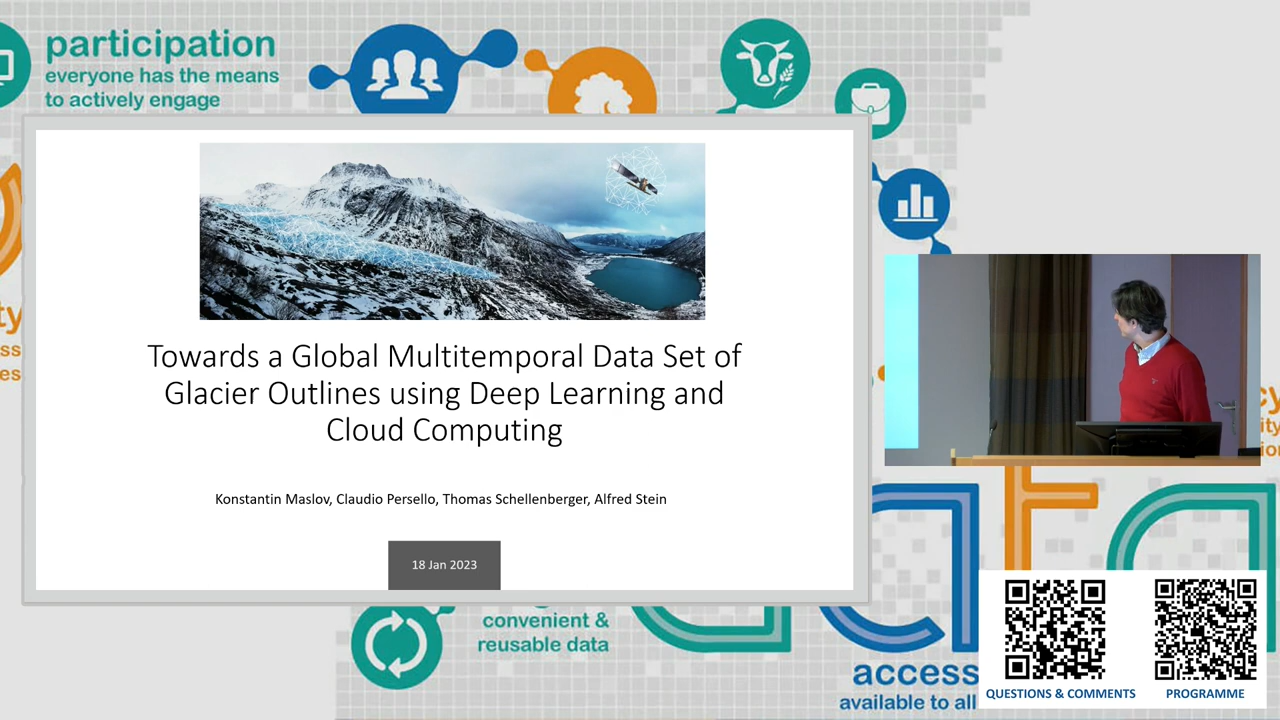 participation
everyone has the means
to actively engage
Towards a Global Multitemporal Data Set of
Glacier Outlines using Deep Learning and
Cloud Computing
Konstantin Maslov, Claudio Persello, Thomas Schellenberger, Alfred Stein
18 Jan 2023
convenient &
reusable data
access
available to all
QUESTIONS & COMMENTS
PROGRAMME